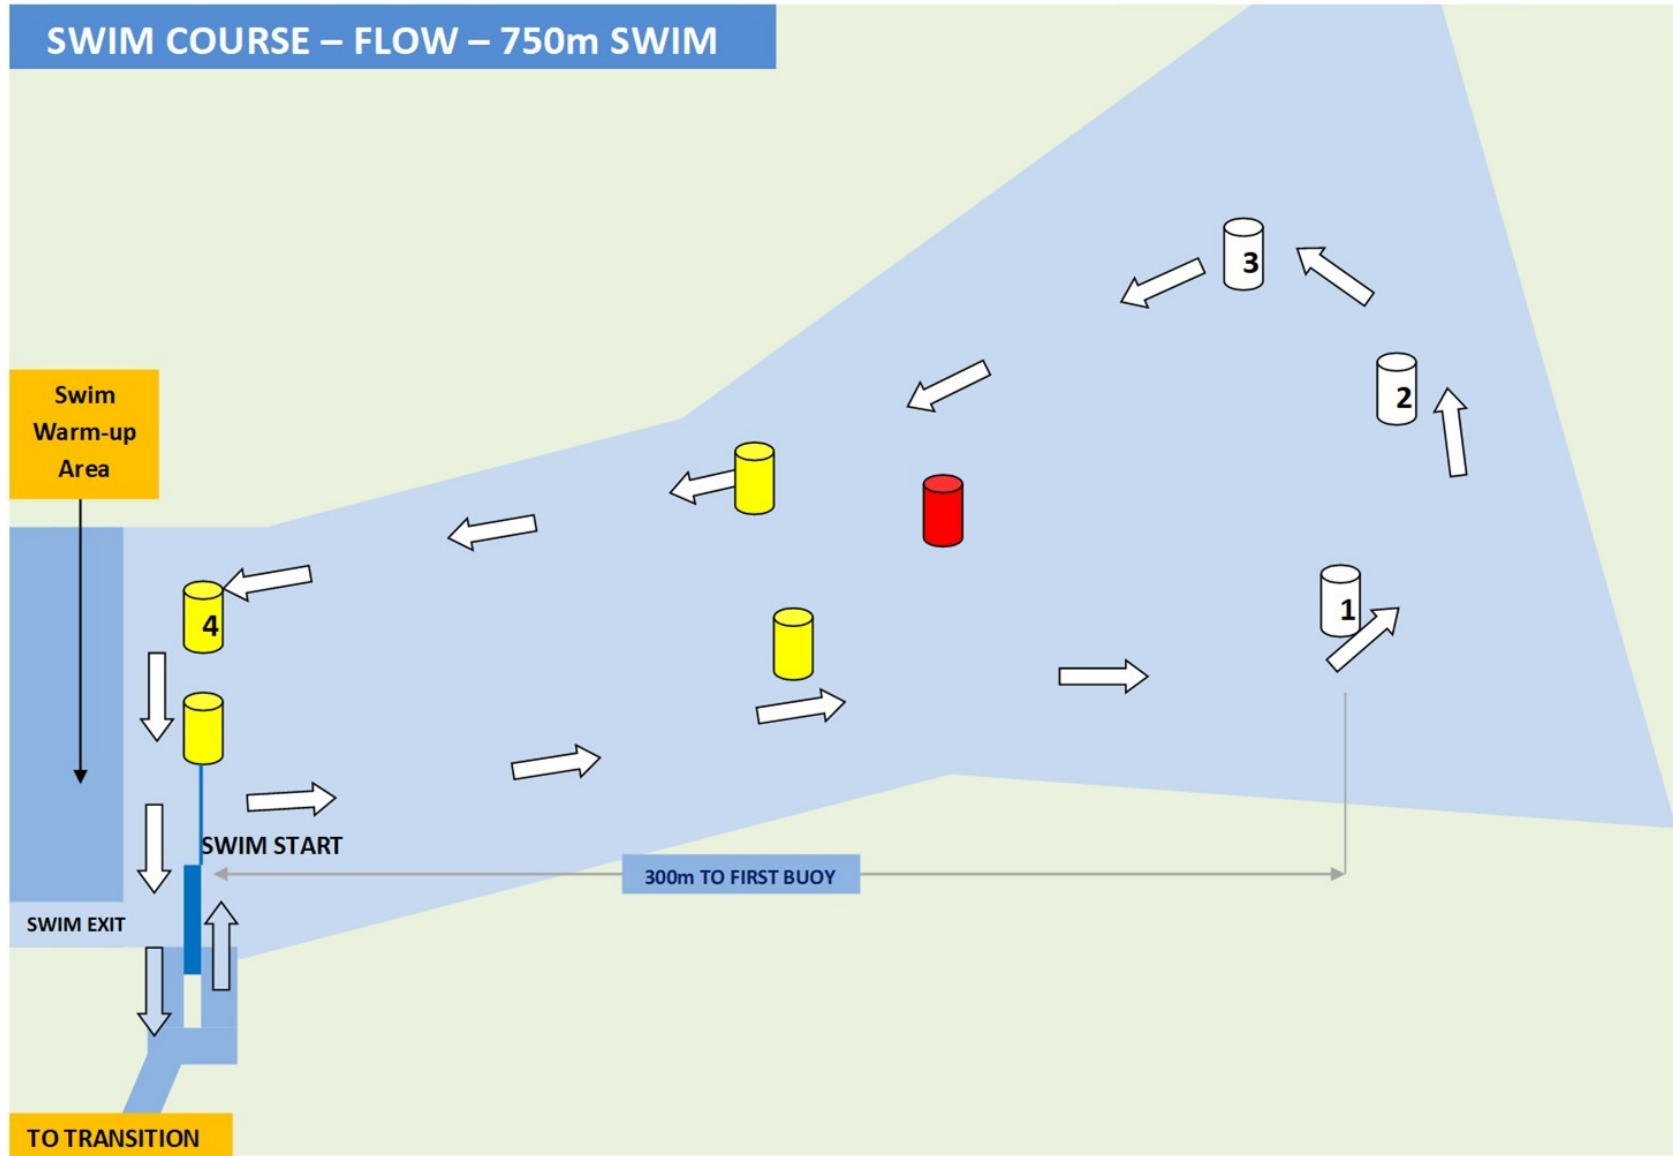 SWIM COURSE – FLOW – 750m SWIM
3
2
Swim
Warm-up
Area
1
4
SWIM START
300m TO FIRST BUOY
SWIM EXIT
TO TRANSITION